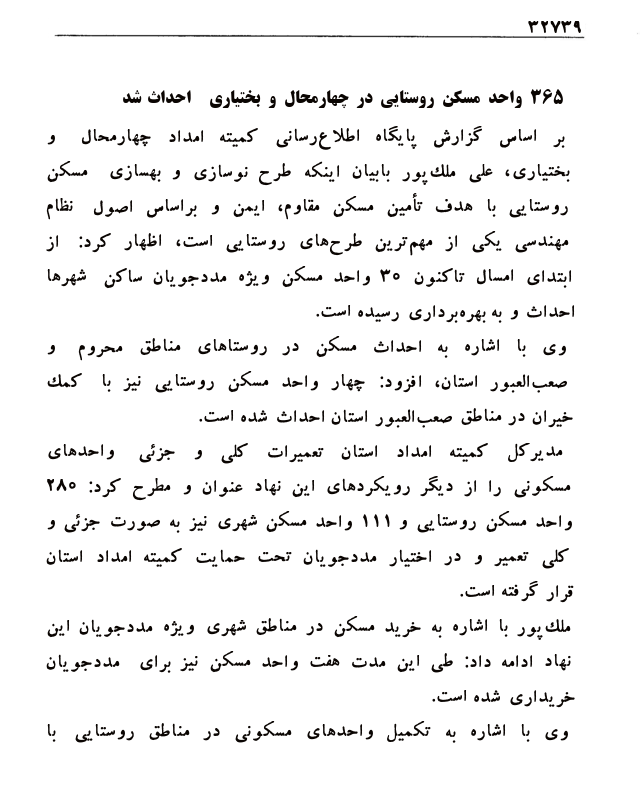 ۳۲۷۳۹
۳۶۵ واحد مسکن روستایی در چهارمحال و بختیاری احداث شد
بر اساس گزارش پایگاه اطلاع‌رسانی کمیته امداد چهارمحال و
بختیاری، علی ملك‌پور بابیان اینکه طرح نوسازی و بهسازی مسکن
روستایی با هدف تأمین مسکن مقاوم، ایمن و براساس اصول نظام
مهندسی یکی از مهم‌ترین طرح‌های روستایی است، اظهار کرد: از
ابتدای امسال تاکنون ۳۰ واحد مسکن ویژه مددجویان ساکن شهرها
احداث و به بهره‌برداری رسیده است.
وی با اشاره به احداث مسکن در روستاهای مناطق محروم و
صعب‌العبور استان، افزود: چهار واحد مسکن روستایی نیز با کمك
خیران در مناطق صعب‌العبور استان احداث شده است.
مدیرکل کمیته امداد استان تعمیرات کلی و جزئی واحدهای
مسکونی را از دیگر رویکردهای این نهاد عنوان و مطرح کرد: ۲۸۰
واحد مسکن روستایی و ۱۱۱ واحد مسکن شهری نیز به صورت جزئی و
کلی تعمیر و در اختیار مددجویان تحت حمایت کمیته امداد استان
قرار گرفته است.
ملك‌پور با اشاره به خرید مسکن در مناطق شهری ویژه مددجویان این
نهاد ادامه داد: طی این مدت هفت واحد مسکن نیز برای مددجویان
خریداری شده است.
وی با اشاره به تکمیل واحدهای مسکونی در مناطق روستایی با